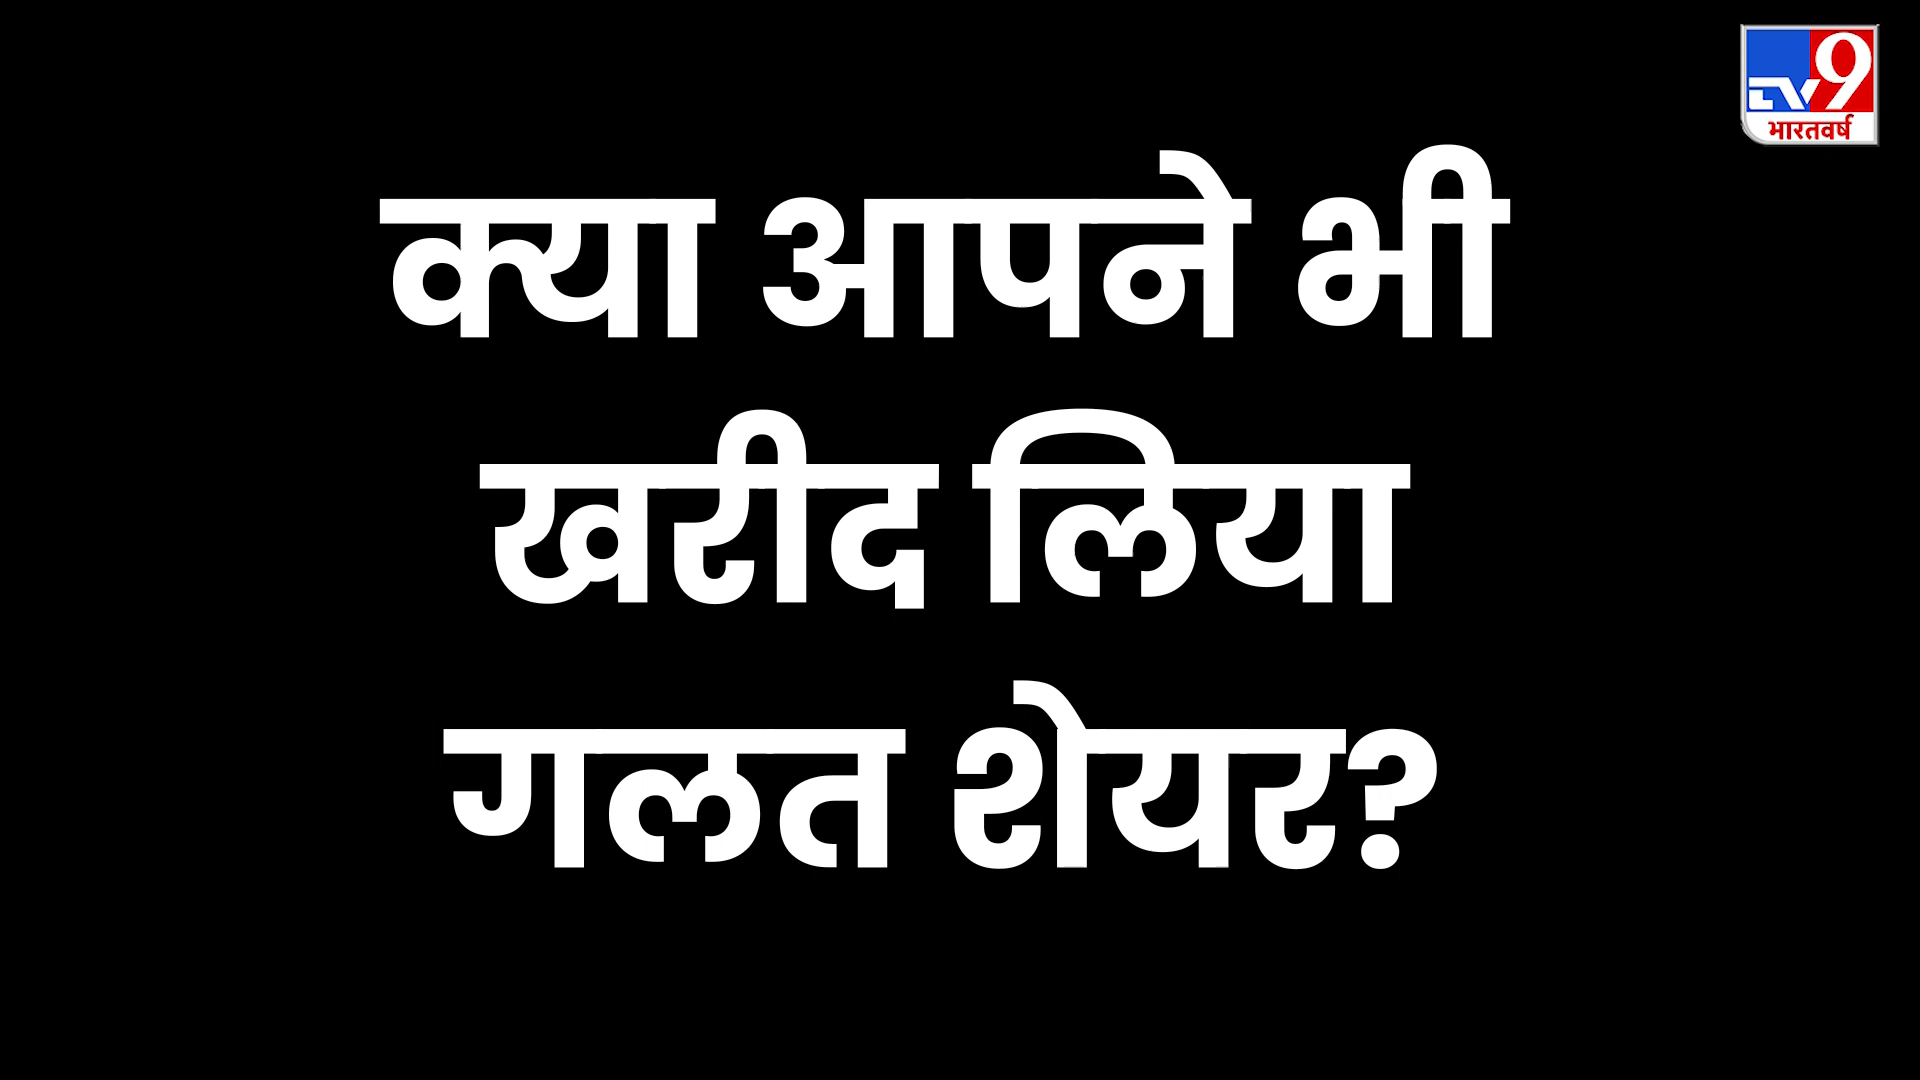 TV9
भारतवर्ष
क्या आपने भी
खरीद लिया
गलत शेयर?